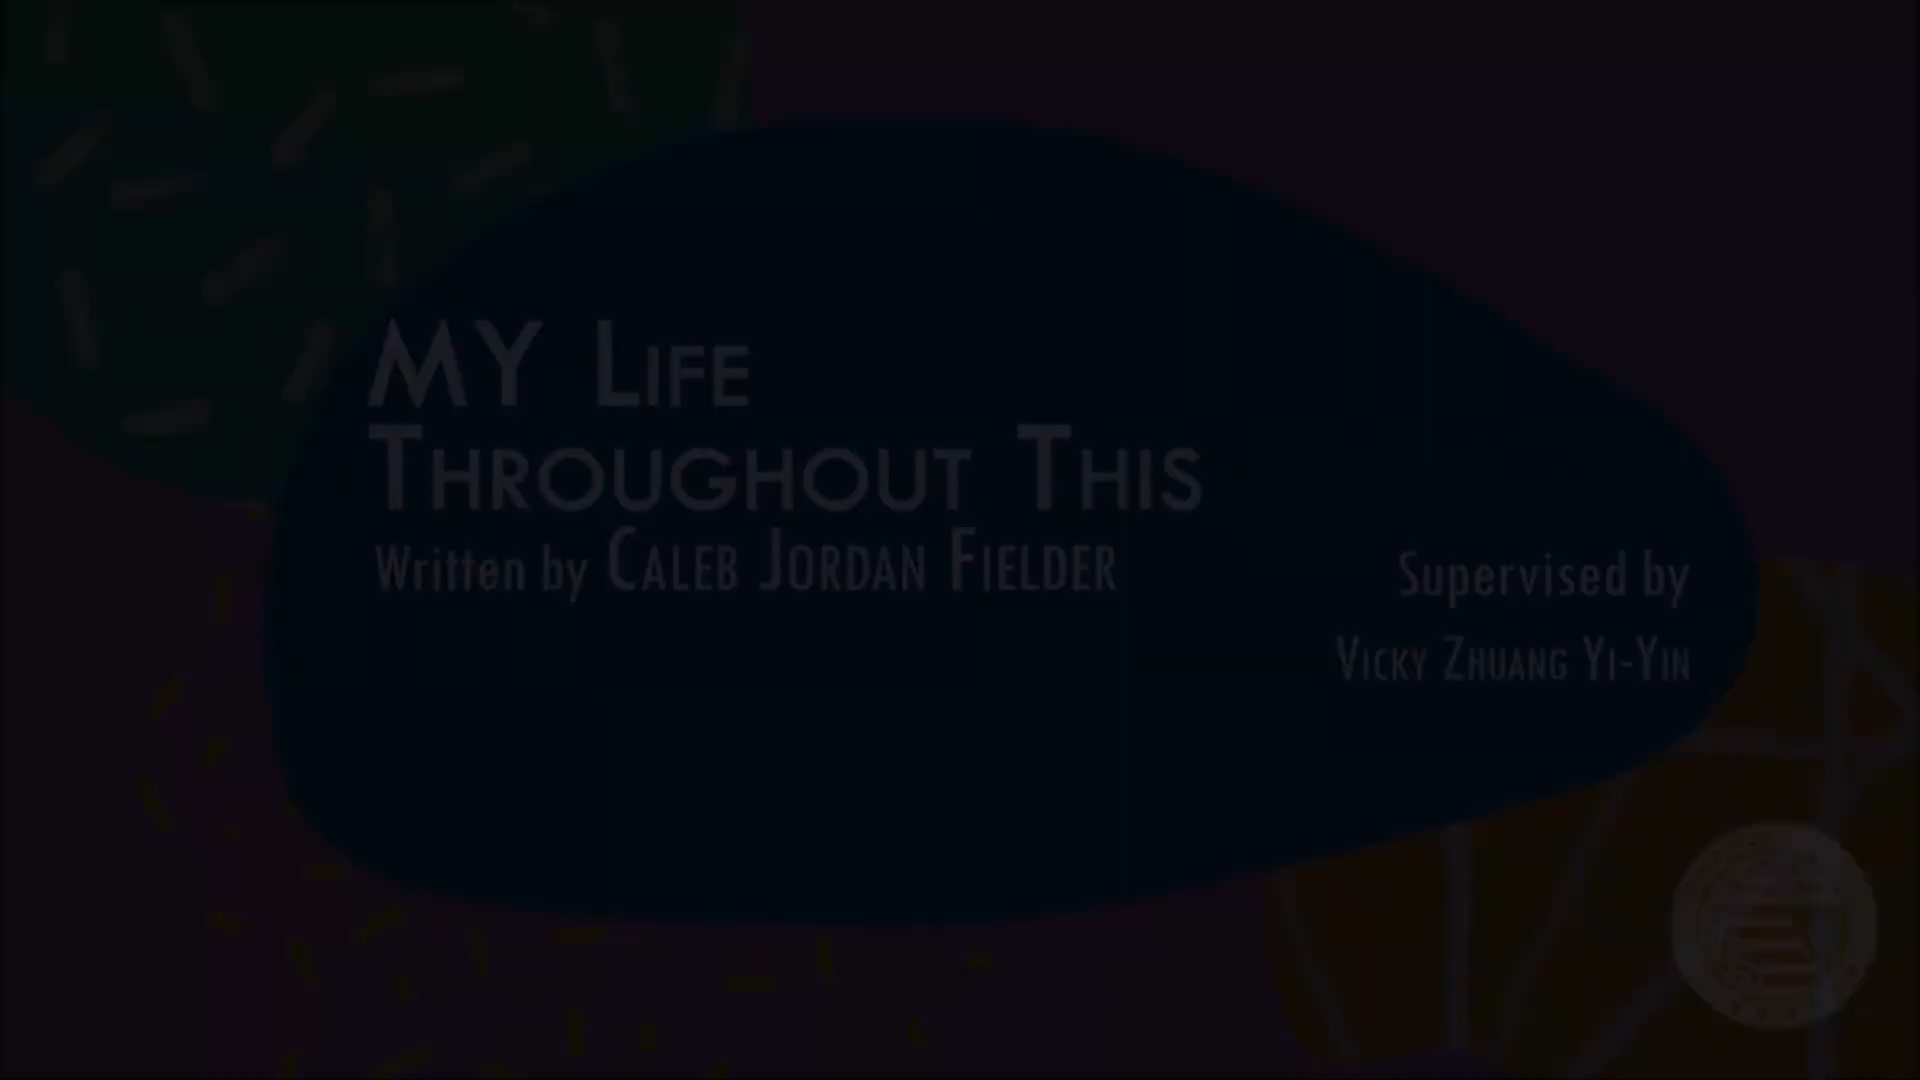 MY LIFE
THROUGHOUT THIS
Written by CALEB JORDAN FIELDER
Supervised by
VICKY ZHUANG YI-YIN